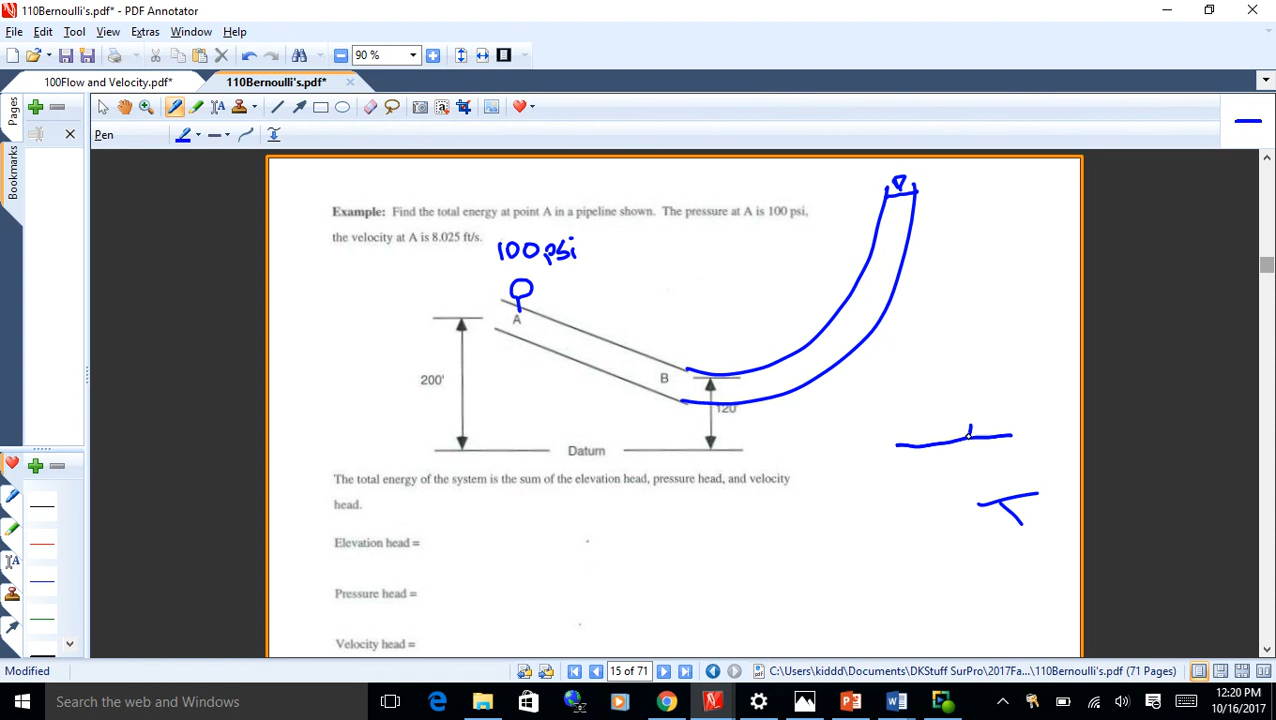 110Bernoulli's.pdf* - PDF Annotator
File Edit Tool View Extras Window Help
90 %
100Flow and Velocity.pdf*
110Bernoulli's.pdf*
Pen
Pages
Bookmarks
Example: Find the total energy at point A in a pipeline shown. The pressure at A is 100 psi,
the velocity at A is 8.025 ft/s.
100 psi
A
200'
B
120'
Datum
The total energy of the system is the sum of the elevation head, pressure head, and velocity
head.
Elevation head =
Pressure head =
Velocity head =
Modified
15 of 71
C:\Users\kiddd\Documents\DKStuff SurPro\2017Fa...\110Bernoulli's.pdf (71 Pages)
Search the web and Windows
12:20 PM
10/16/2017